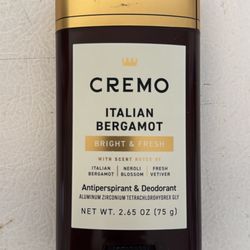 CREMO
ITALIAN
BERGAMOT
BRIGHT & FRESH
WITH SCENT NOTES OF
ITALIAN | NEROLI | FRESH
BERGAMOT | BLOSSOM | VETIVER
Antiperspirant & Deodorant
ALUMINUM ZIRCONIUM TETRACHLOROHYDREX GLY
NET WT. 2.65 OZ (75 g)